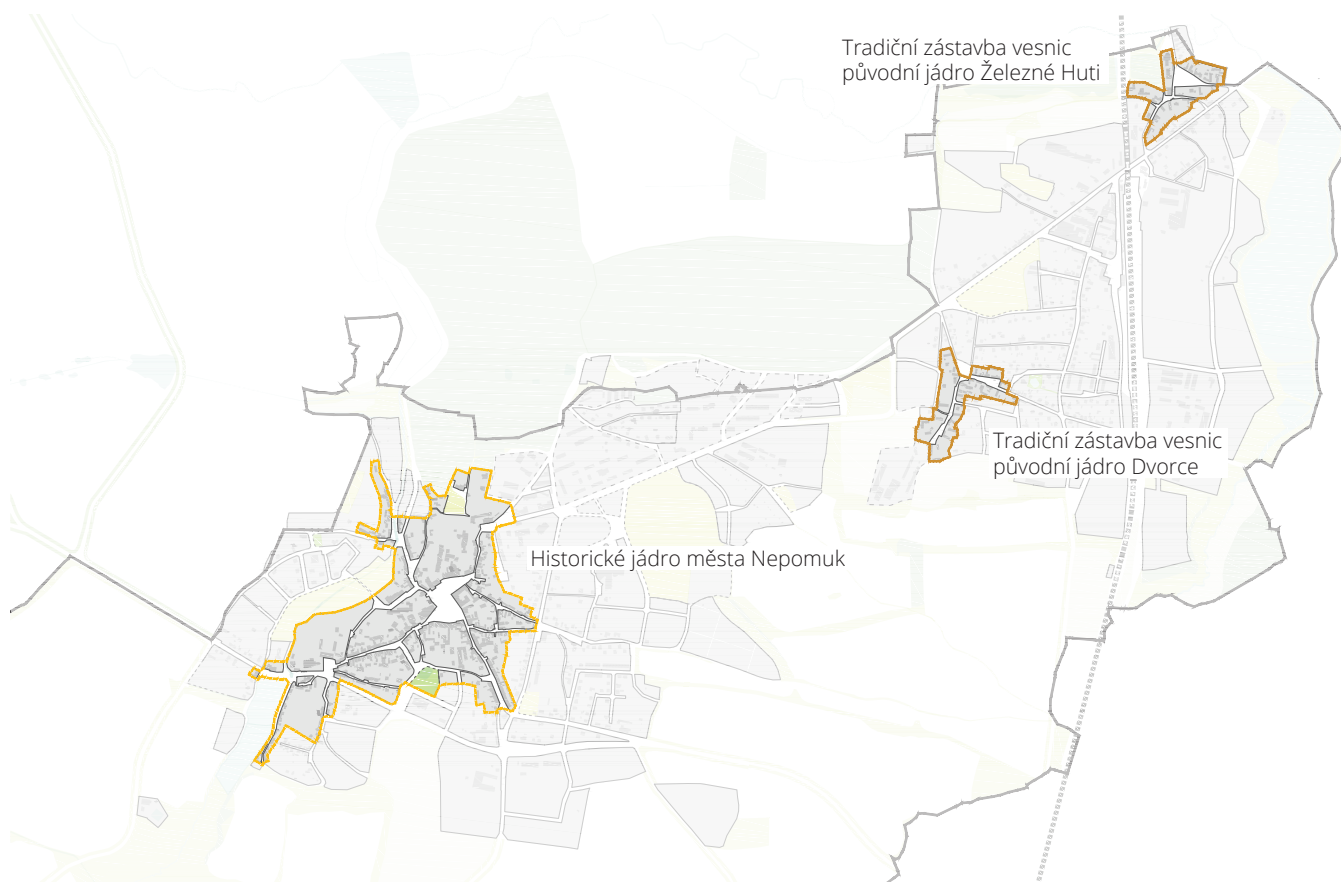 Tradiční zástavba vesnic
původní jádro Železné Huti
Tradiční zástavba vesnic
původní jádro Dvorce
Historické jádro města Nepomuk